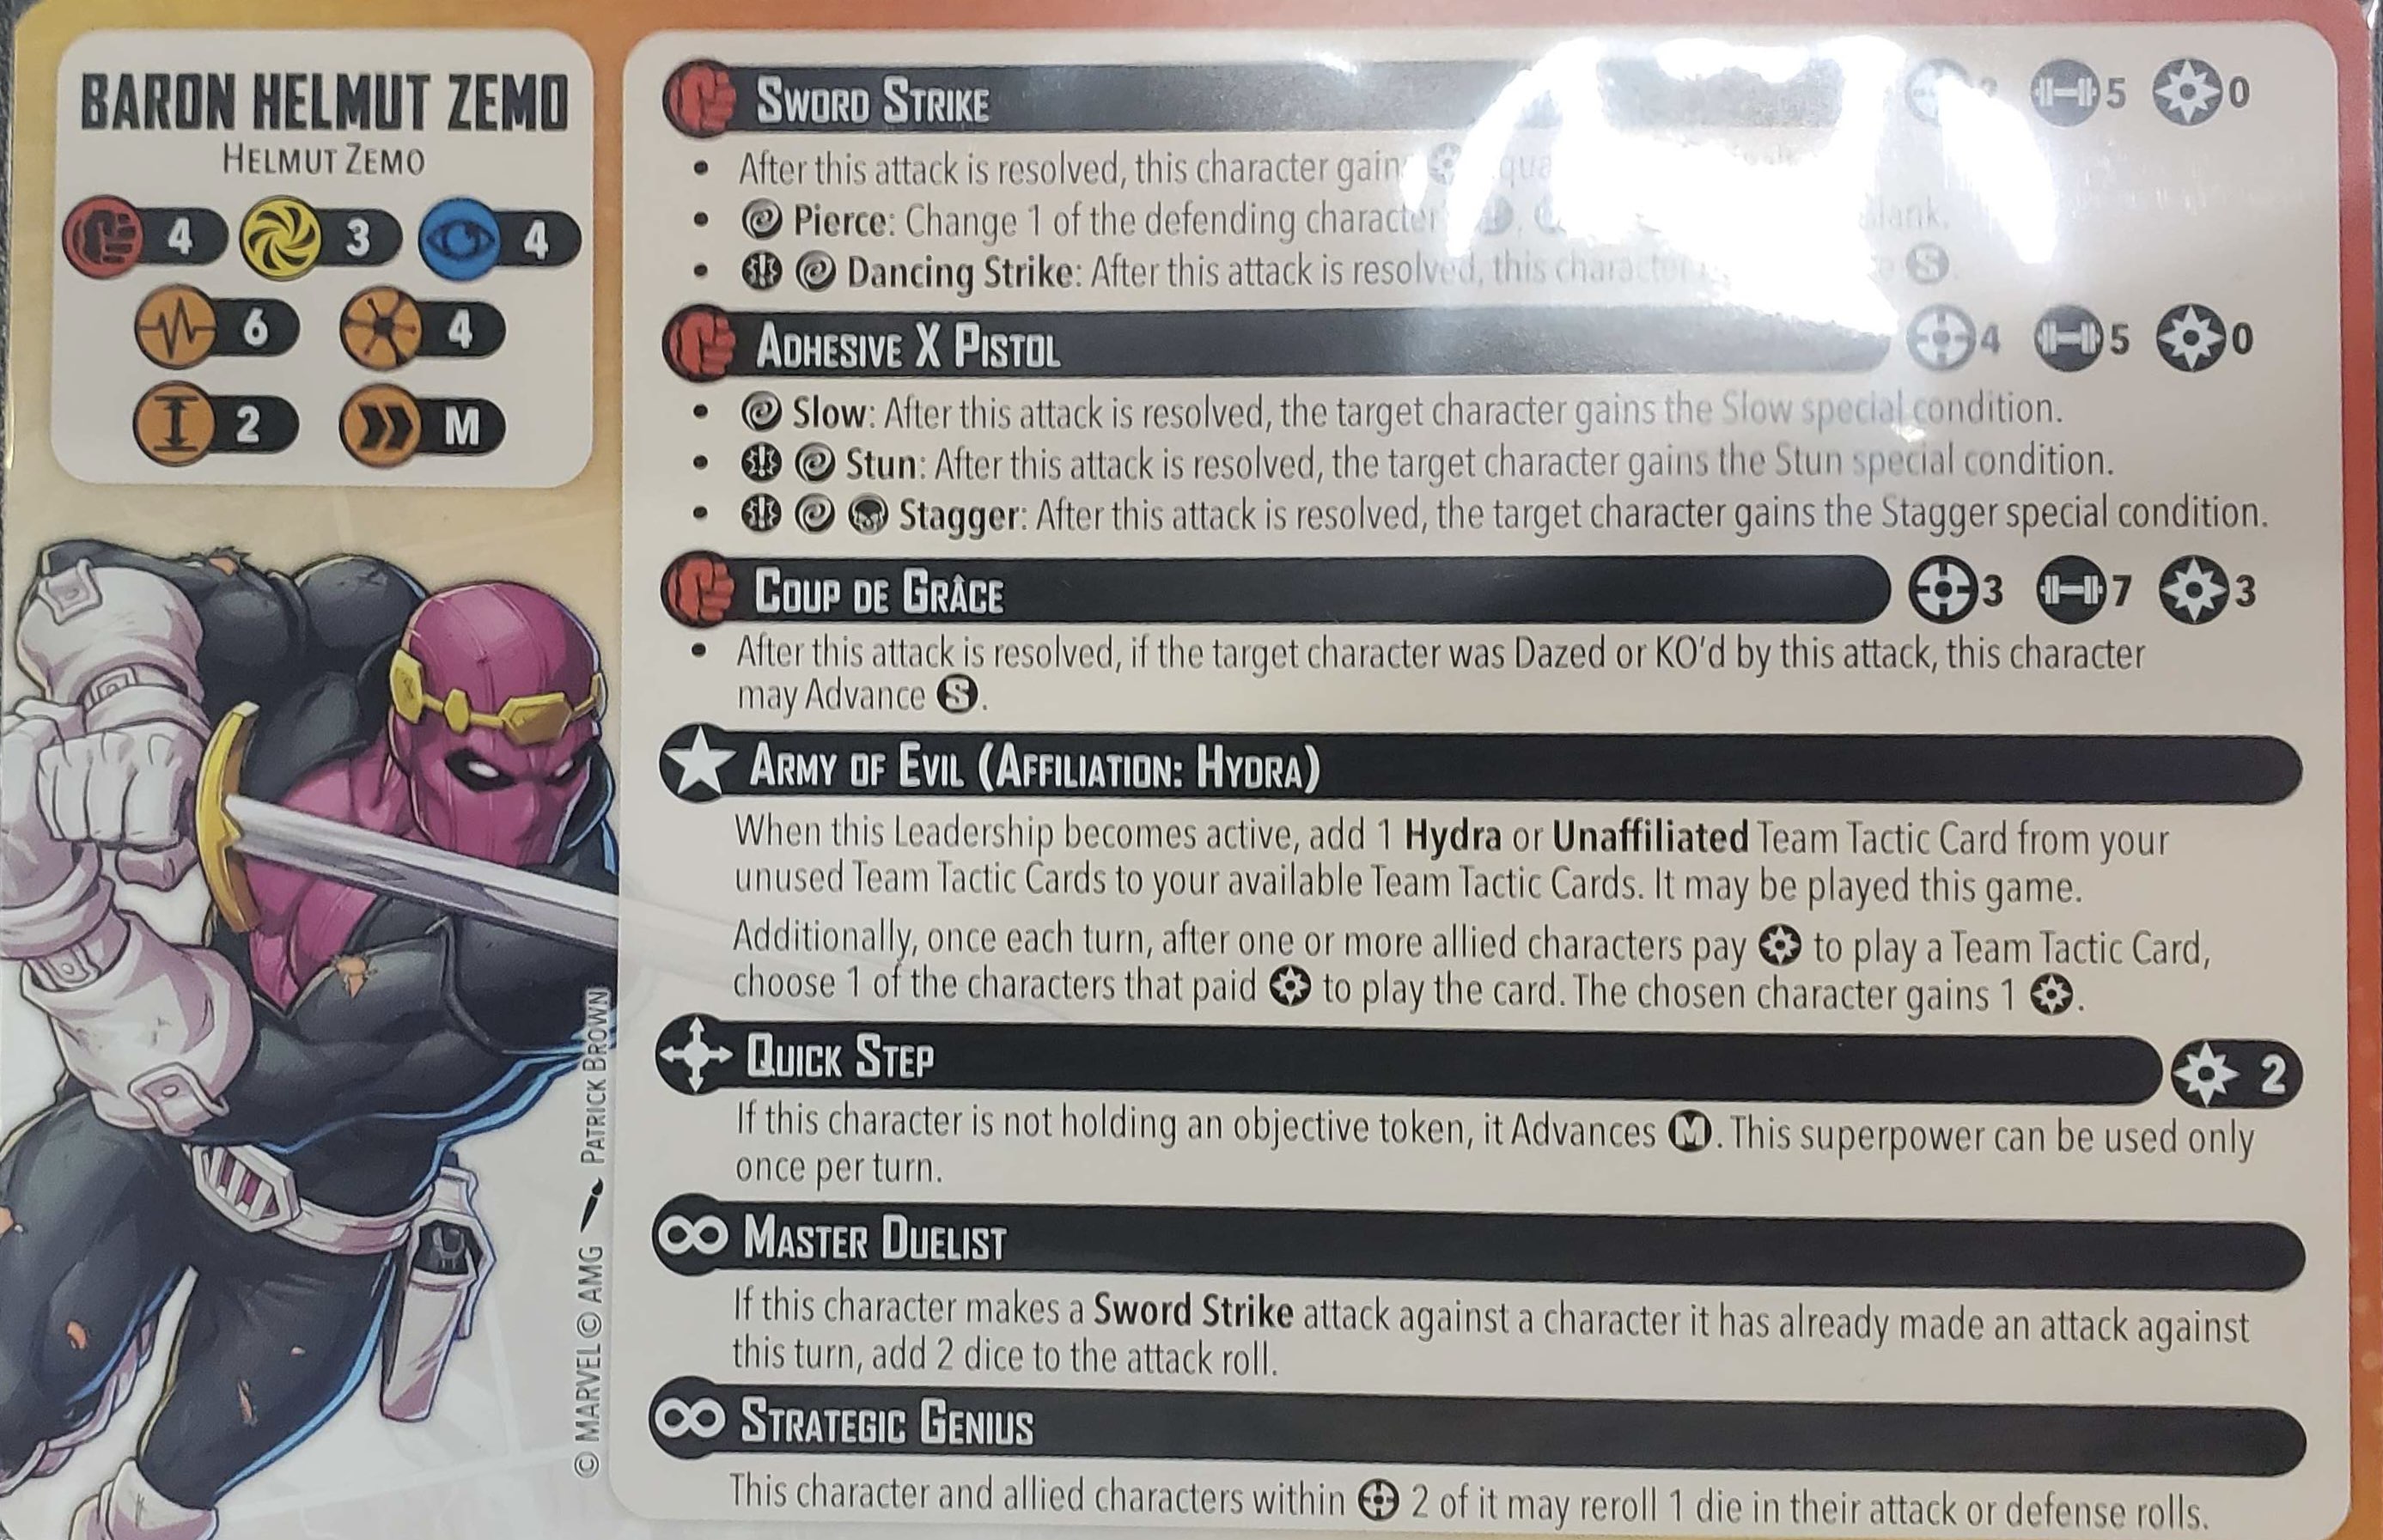 BARON HELMUT ZEMO
HELMUT ZEMO
4 3 4
6 4
2 M
SWORD STRIKE 5 0
• After this attack is resolved, this character
• Pierce: Change 1 of the defending
• Dancing Strike: After this attack is resolved, this character S.
ADHESIVE X PISTOL 4 5 0
• Slow: After this attack is resolved, the target character gains the Slow special condition.
• Stun: After this attack is resolved, the target character gains the Stun special condition.
• Stagger: After this attack is resolved, the target character gains the Stagger special condition.
COUP DE GRÂCE 3 7 3
• After this attack is resolved, if the target character was Dazed or KO'd by this attack, this character
may Advance S.
ARMY OF EVIL (AFFILIATION: HYDRA)
When this Leadership becomes active, add 1 Hydra or Unaffiliated Team Tactic Card from your
unused Team Tactic Cards to your available Team Tactic Cards. It may be played this game.
Additionally, once each turn, after one or more allied characters pay to play a Team Tactic Card,
choose 1 of the characters that paid to play the card. The chosen character gains 1 .
QUICK STEP 2
If this character is not holding an objective token, it Advances M. This superpower can be used only
once per turn.
MASTER DUELIST
If this character makes a Sword Strike attack against a character it has already made an attack against
this turn, add 2 dice to the attack roll.
STRATEGIC GENIUS
This character and allied characters within 2 of it may reroll 1 die in their attack or defense rolls.
© MARVEL © AMG PATRICK BROWN